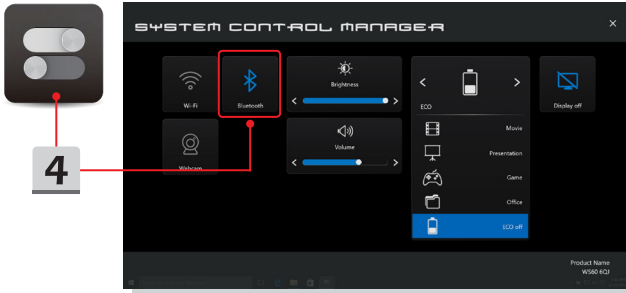 SYSTEM CONTROL MANAGER
Wi-Fi
Bluetooth
Brightness
ECO
Display off
Webcam
Volume
Movie
Presentation
Game
Office
ECO off
4
Product Name
WS60 6QJ